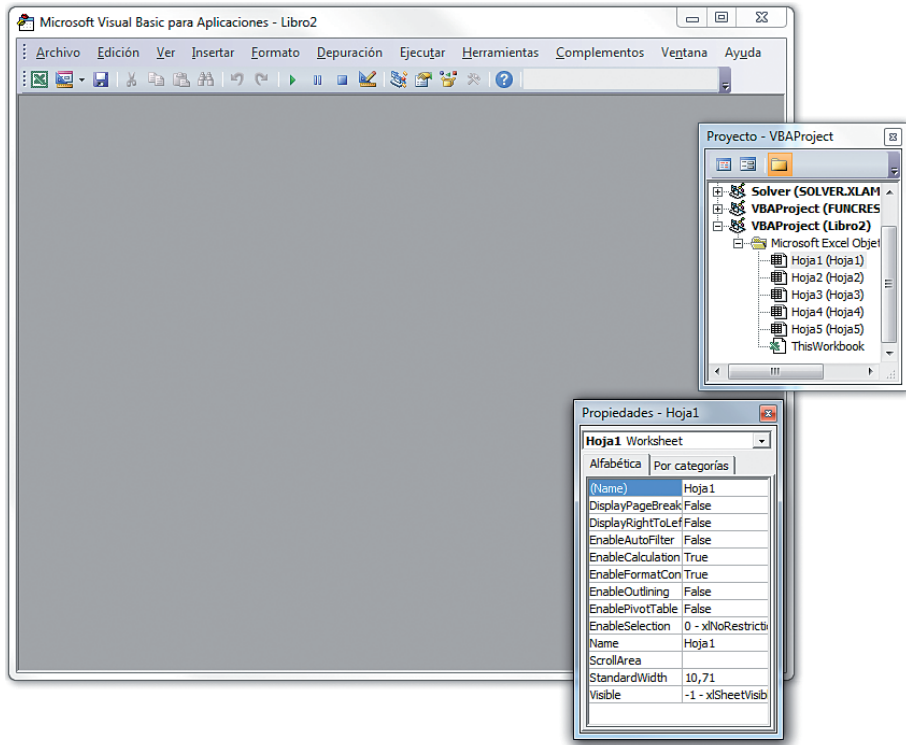 Microsoft Visual Basic para Aplicaciones - Libro2
Archivo Edición Ver Insertar Formato Depuración Ejecutar Herramientas Complementos Ventana Ayuda
Proyecto - VBAProject
Solver (SOLVER.XLAM
VBAProject (FUNCRES
VBAProject (Libro2)
Microsoft Excel Objet
Hoja1 (Hoja1)
Hoja2 (Hoja2)
Hoja3 (Hoja3)
Hoja4 (Hoja4)
Hoja5 (Hoja5)
ThisWorkbook
Propiedades - Hoja1
Hoja1 Worksheet
Alfabética Por categorías
(Name) Hoja1
DisplayPageBreak False
DisplayRightToLef False
EnableAutoFilter False
EnableCalculation True
EnableFormatCon True
EnableOutlining False
EnablePivotTable False
EnableSelection 0 - xlNoRestrictio
Name Hoja1
ScrollArea
StandardWidth 10,71
Visible -1 - xlSheetVisib